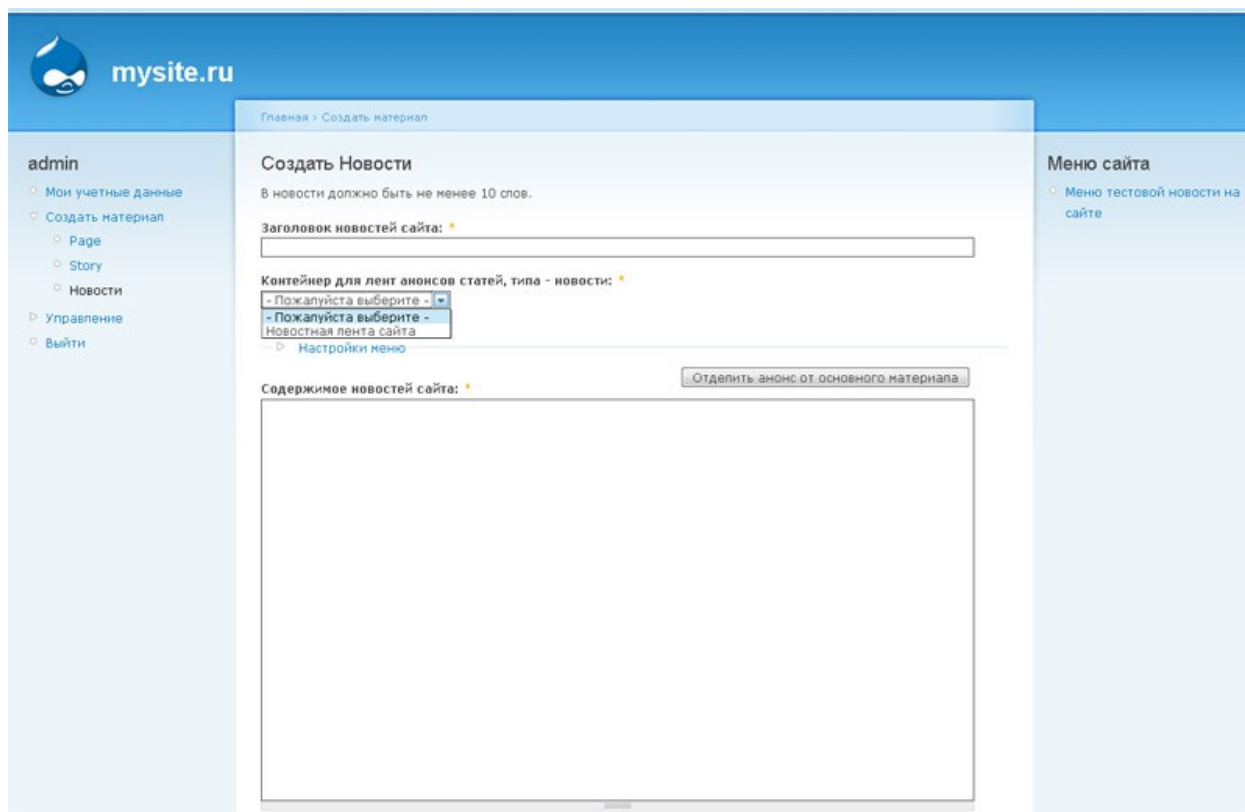 mysite.ru
Главная › Создать материал
admin
Мои учетные данные
Создать материал
Page
Story
Новости
Управление
Выйти
Создать Новости
В новости должно быть не менее 10 слов.
Заголовок новостей сайта: *
Контейнер для лент анонсов статей, типа - новости: *
- Пожалуйста выберите -
- Пожалуйста выберите -
Новостная лента сайта
Настройки меню
Отделить анонс от основного материала
Содержимое новостей сайта: *
Меню сайта
Меню тестовой новости на
сайте